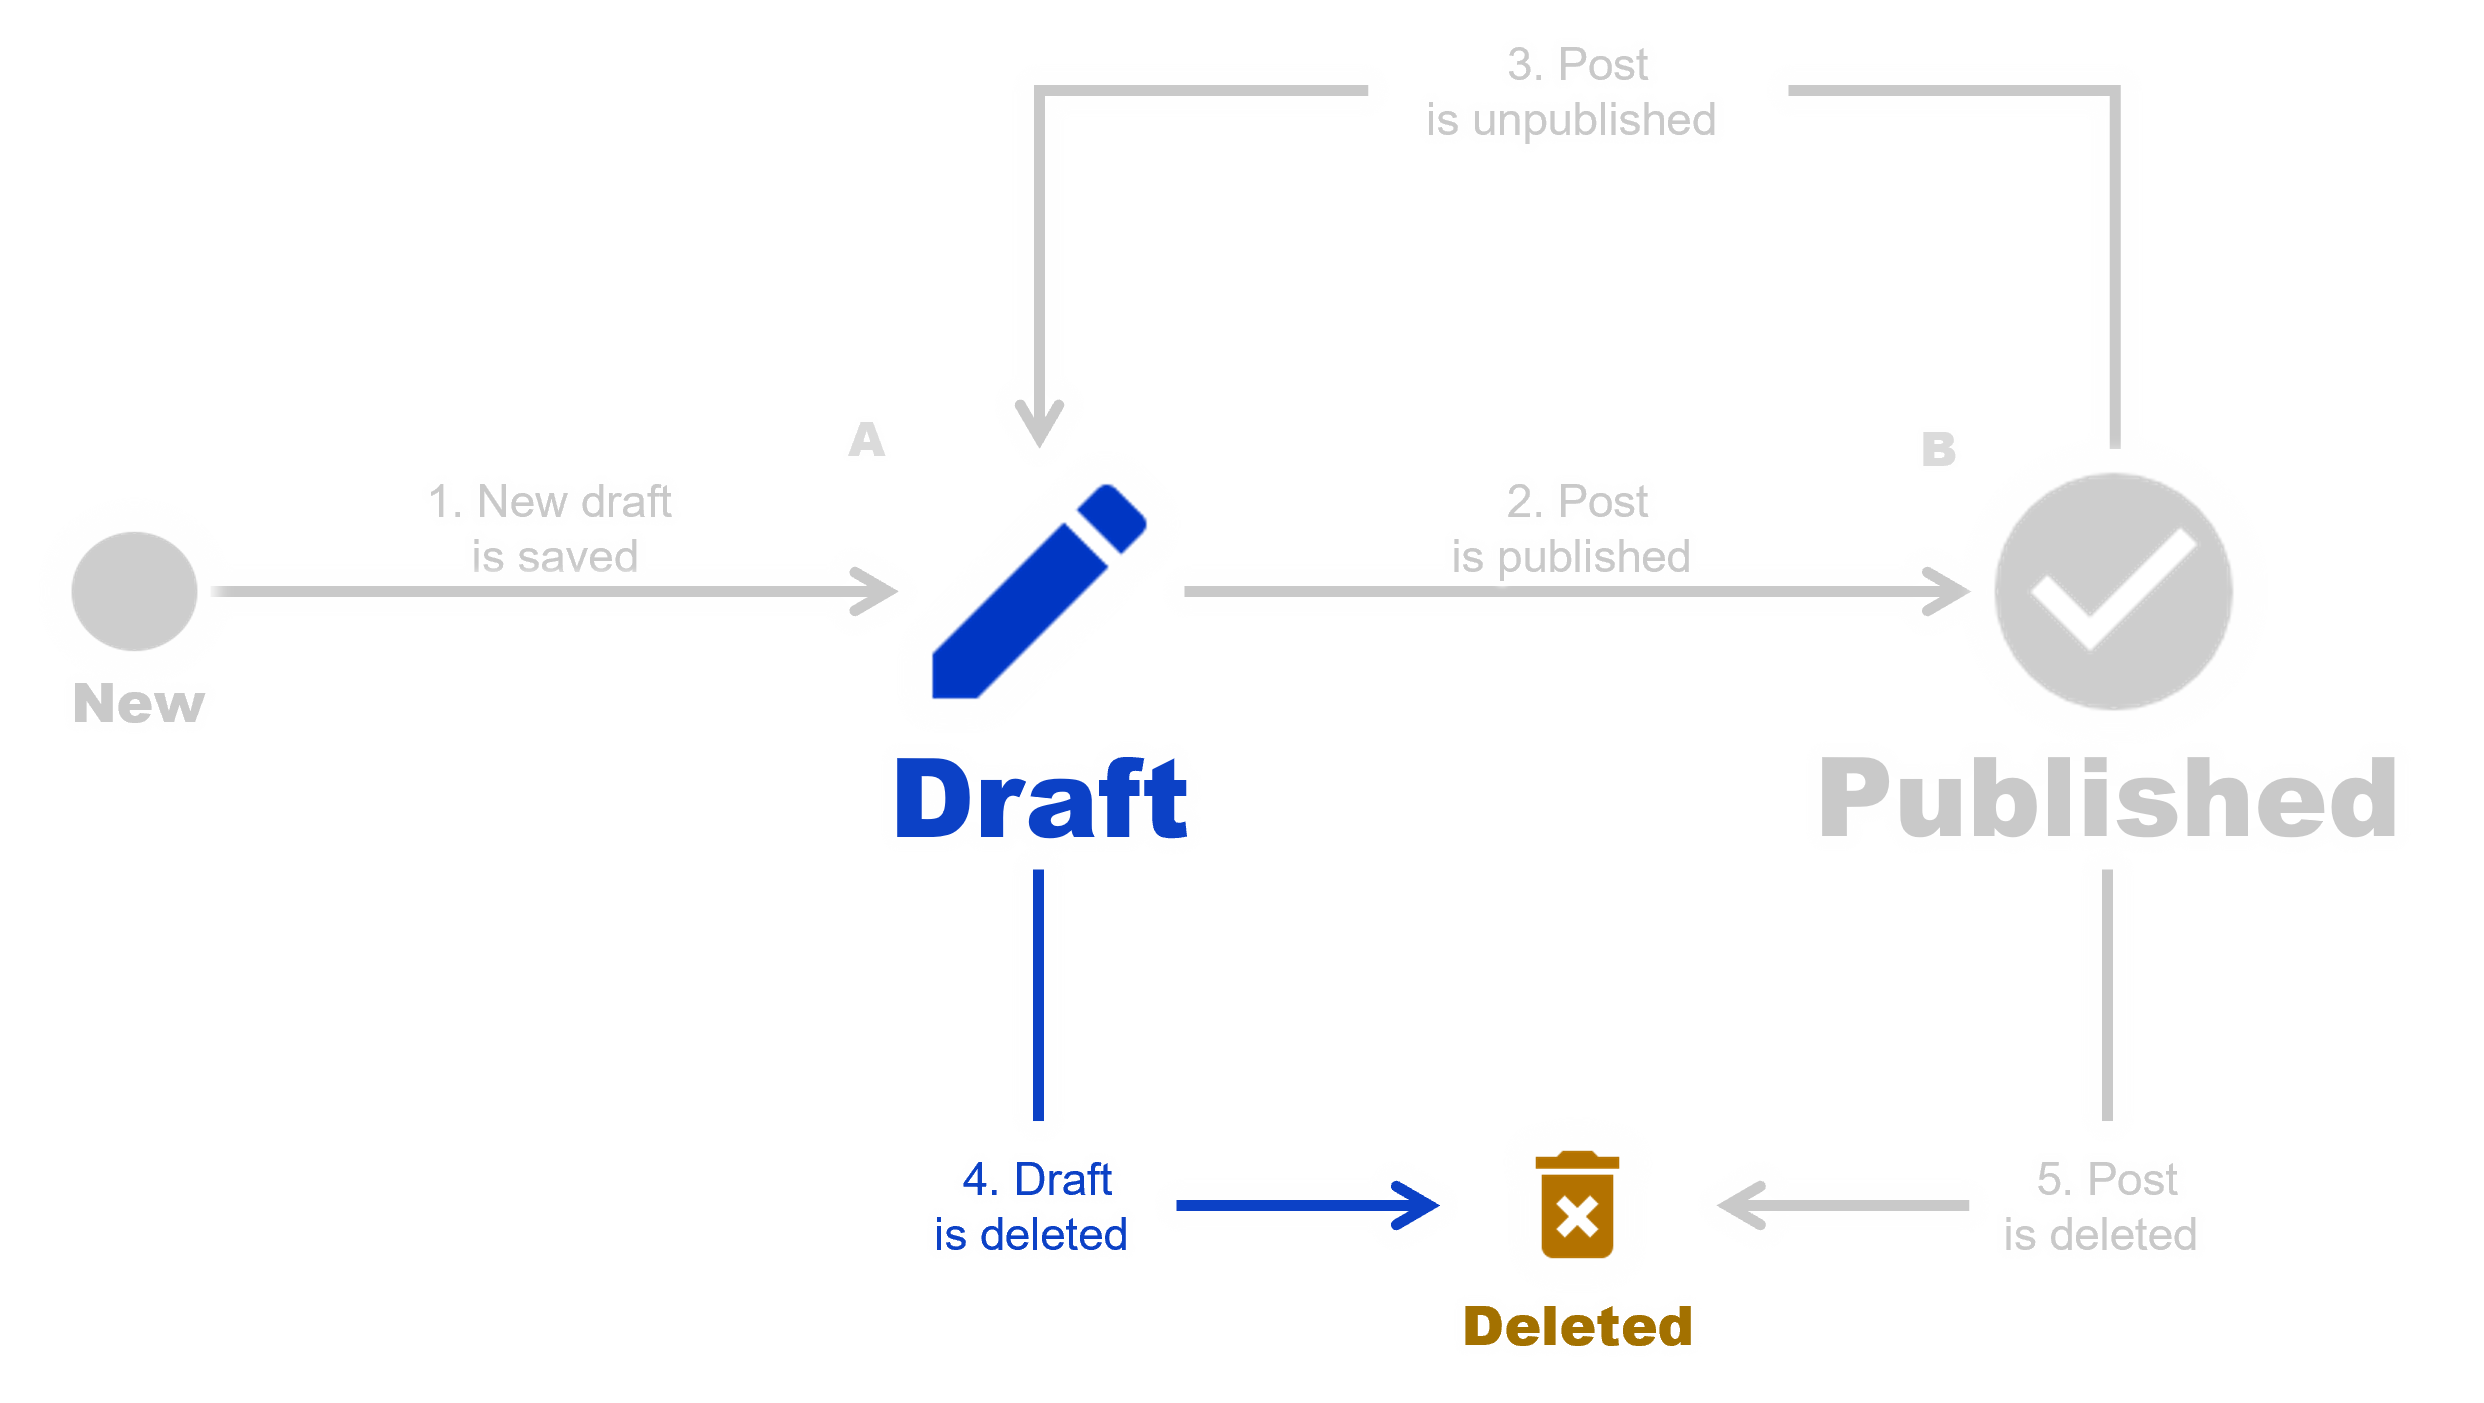 3. Post
is unpublished
A
B
1. New draft
is saved
2. Post
is published
New
Draft
Published
4. Draft
is deleted
5. Post
is deleted
Deleted